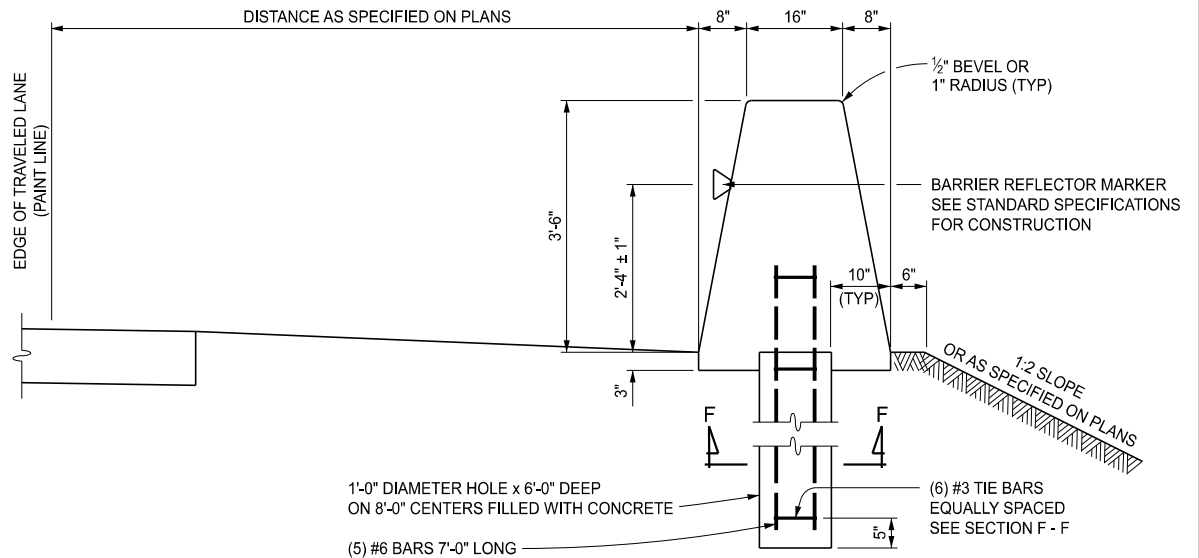 DISTANCE AS SPECIFIED ON PLANS
8"
16"
8"
EDGE OF TRAVELED LANE
(PAINT LINE)
½" BEVEL OR
1" RADIUS (TYP)
3'-6"
2'-4" ± 1"
BARRIER REFLECTOR MARKER
SEE STANDARD SPECIFICATIONS
FOR CONSTRUCTION
10"
(TYP)
6"
3"
1:2 SLOPE
OR AS SPECIFIED ON PLANS
F
F
1'-0" DIAMETER HOLE x 6'-0" DEEP
ON 8'-0" CENTERS FILLED WITH CONCRETE
(5) #6 BARS 7'-0" LONG
(6) #3 TIE BARS
EQUALLY SPACED
SEE SECTION F - F
5"